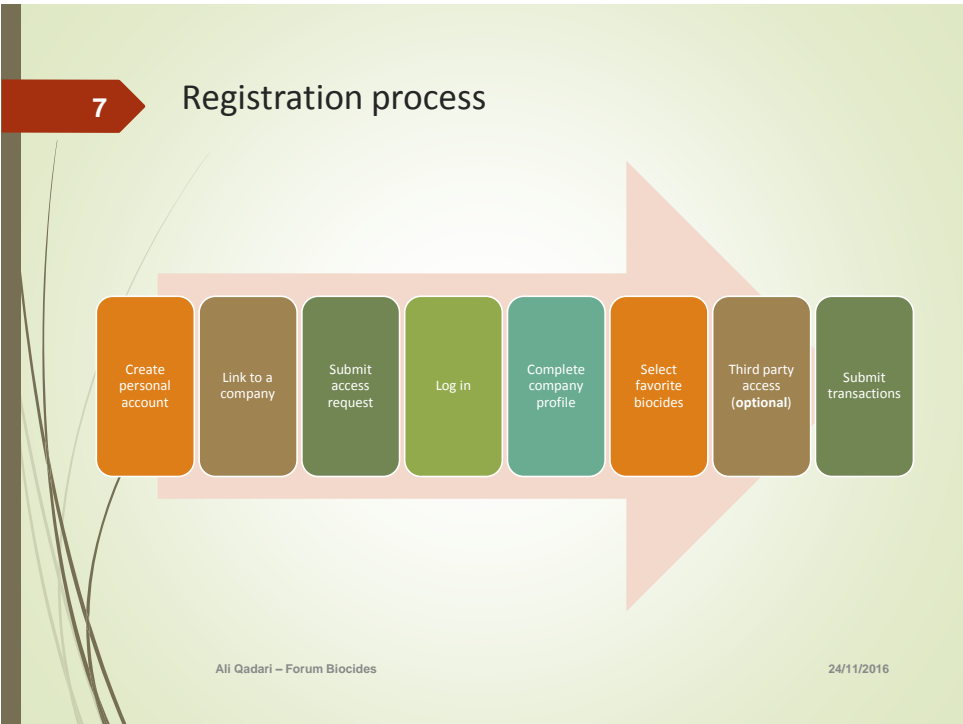 7
Registration process
Create
personal
account
Link to a
company
Submit
access
request
Log in
Complete
company
profile
Select
favorite
biocides
Third party
access
(optional)
Submit
transactions
Ali Qadari – Forum Biocides
24/11/2016